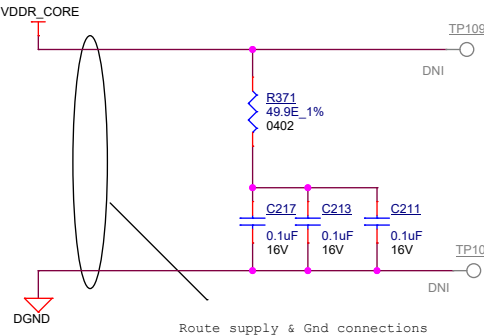 VDDR_CORE
TP109
DNI
R371
49.9E_1%
0402
C217
C213
C211
0.1uF
0.1uF
0.1uF
16V
16V
16V
TP10
DNI
DGND
Route supply & Gnd connections